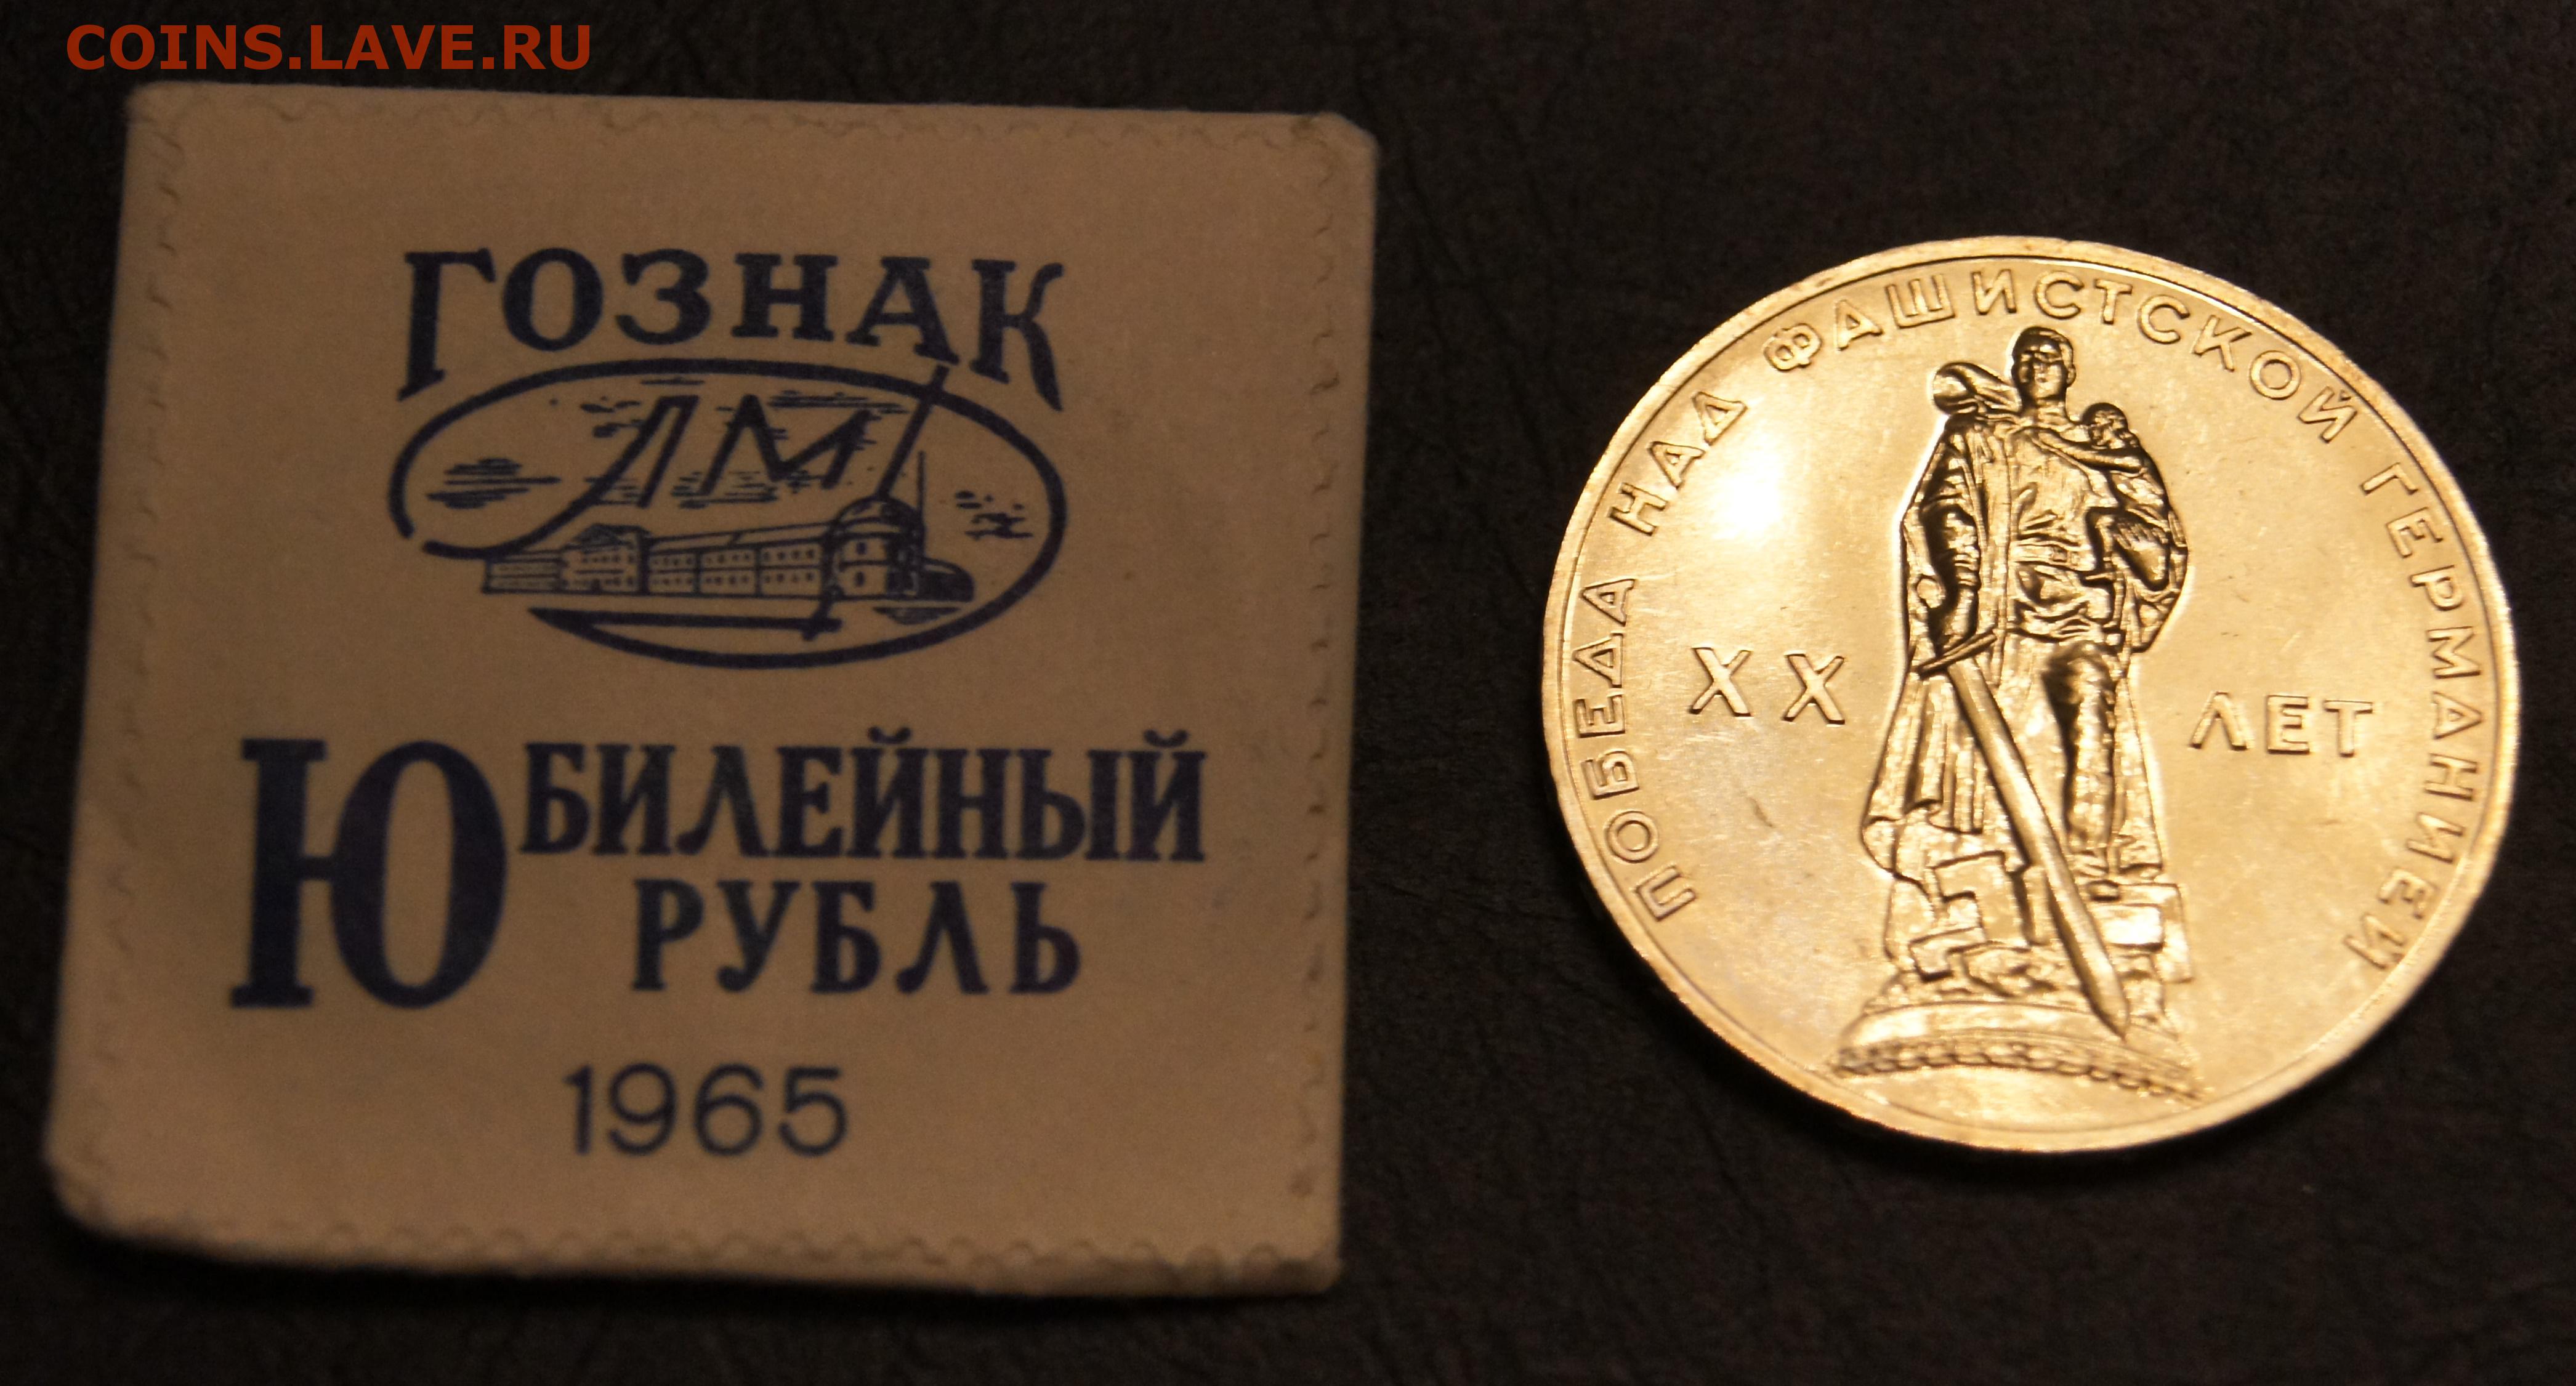 COINS.LAVE.RU
ГОЗНАК
ЛМ
ЮБИЛЕЙНЫЙ
РУБЛЬ
1965
ПОБЕДА НАД ФАШИСТСКОЙ ГЕРМАНИЕЙ
XX ЛЕТ